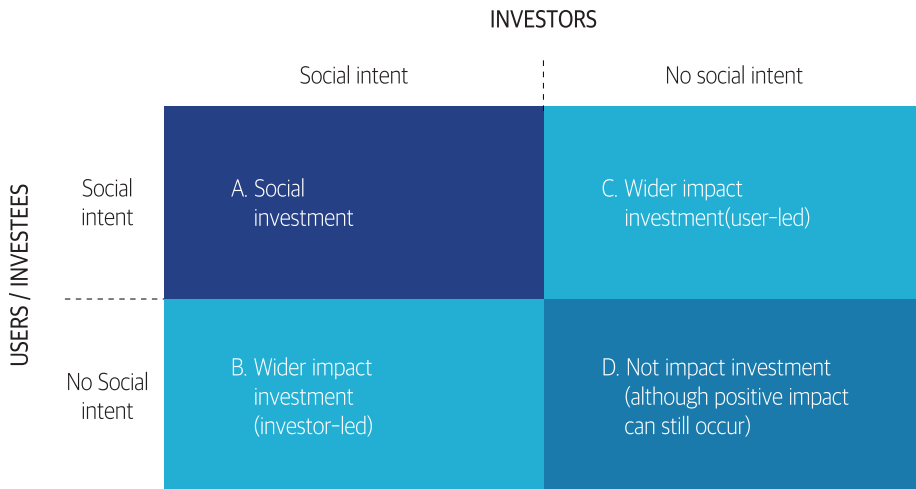 INVESTORS
Social intent
No social intent
USERS / INVESTEES
Social
intent
A. Social
investment
C. Wider impact
investment(user-led)
No Social
intent
B. Wider impact
investment
(investor-led)
D. Not impact investment
(although positive impact
can still occur)